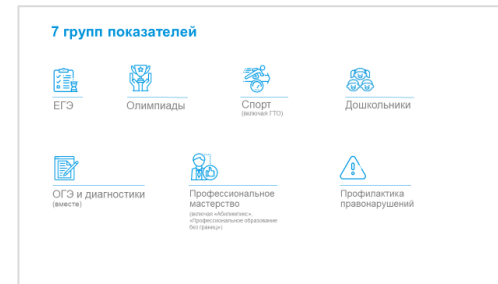 7 групп показателей
ЕГЭ
Олимпиады
Спорт
(включая ГТО)
Дошкольники
ОГЭ и диагностики
(вместе)
Профессиональное
мастерство
(включая «Абилимпикс»,
«Профессиональное образование
без границ»)
Профилактика
правонарушений